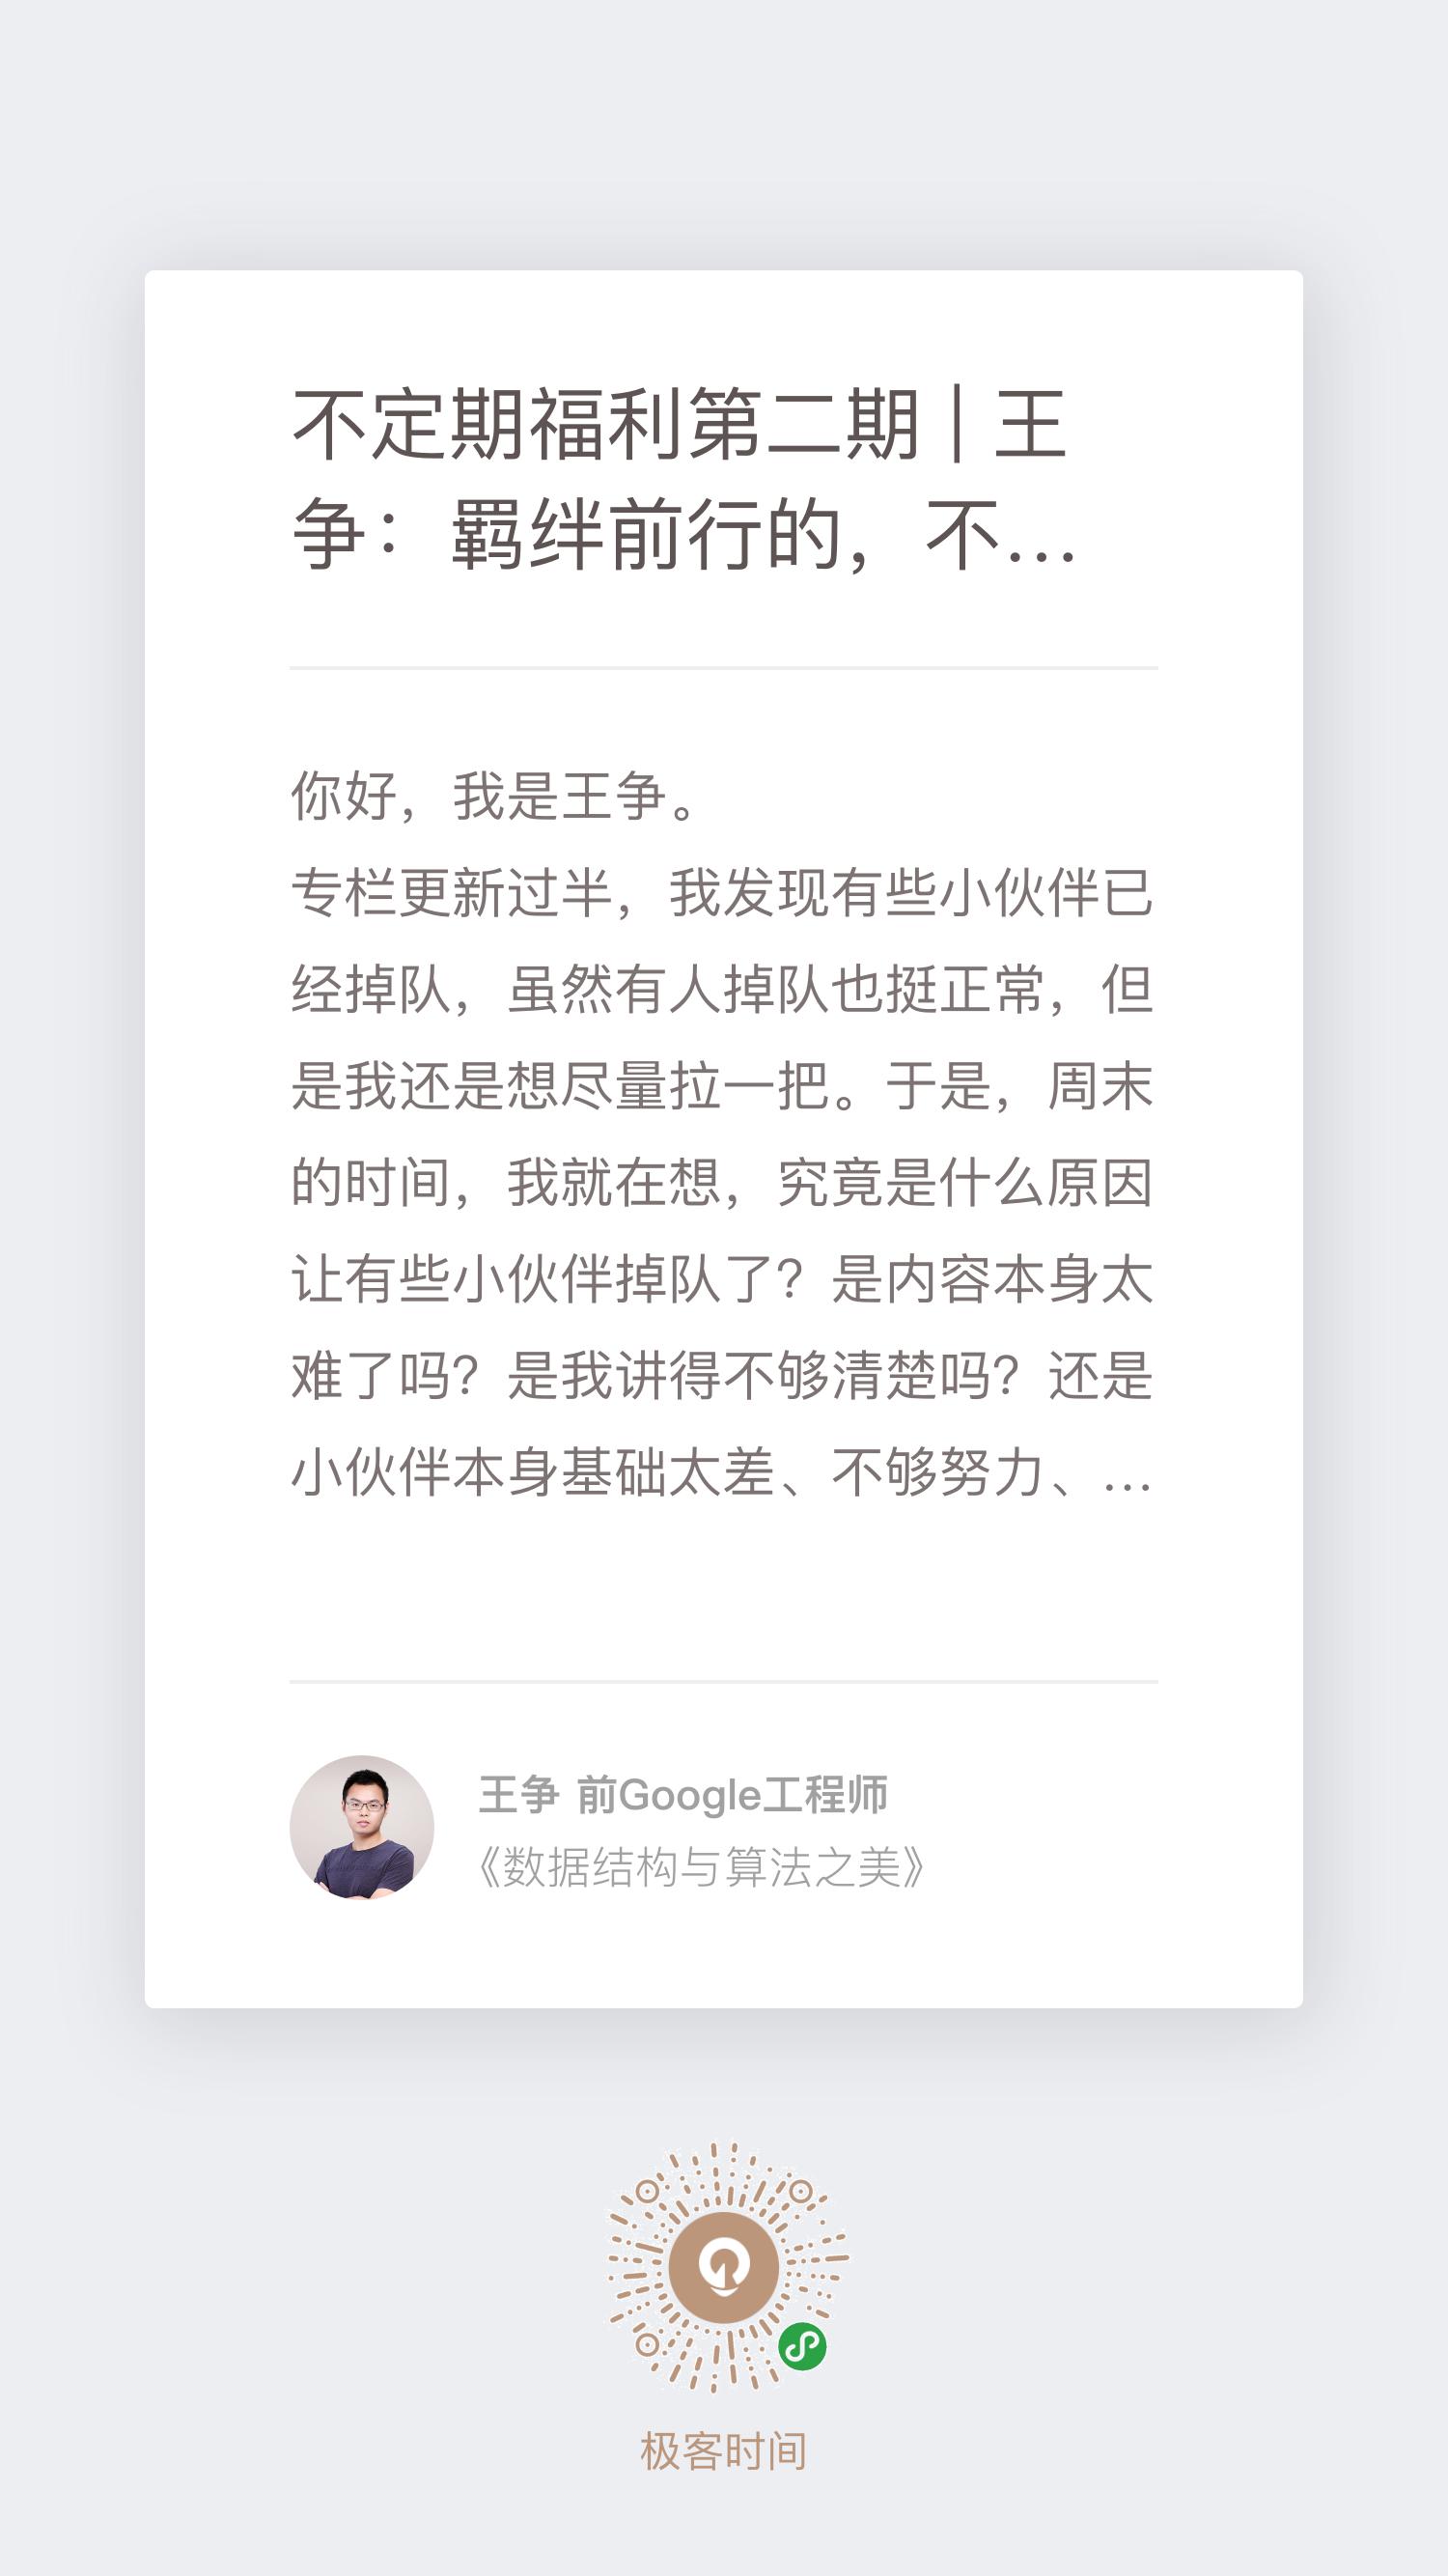 不定期福利第二期 | 王
争：羁绊前行的，不...
你好，我是王争。
专栏更新过半，我发现有些小伙伴已
经掉队，虽然有人掉队也挺正常，但
是我还是想尽量拉一把。于是，周末
的时间，我就在想，究竟是什么原因
让有些小伙伴掉队了？是内容本身太
难了吗？是我讲得不够清楚吗？还是
小伙伴本身基础太差、不够努力、...
王争 前Google工程师
《数据结构与算法之美》
极客时间